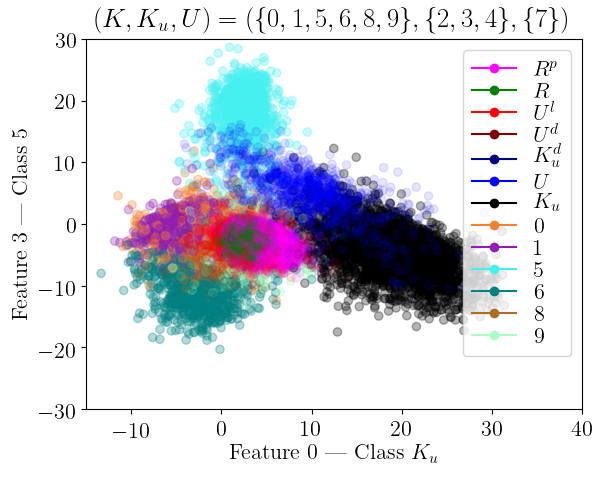 (K, K_u, U) = ({0, 1, 5, 6, 8, 9}, {2, 3, 4}, {7})
30
20
10
0
−10
−20
−30
−10
0
10
20
30
40
Feature 3 — Class 5
Feature 0 — Class K_u
R^p
R
U^l
U^d
K_u^d
U
K_u
0
1
5
6
8
9